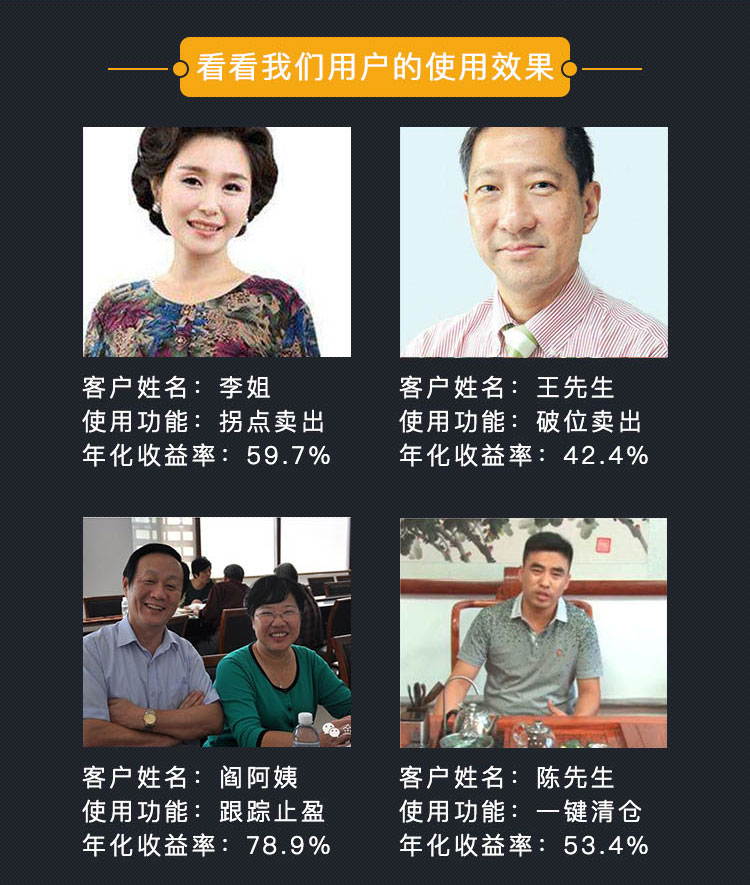 看看我们用户的使用效果
客户姓名：李姐
使用功能：拐点卖出
年化收益率：59.7%
客户姓名：王先生
使用功能：破位卖出
年化收益率：42.4%
客户姓名：阎阿姨
使用功能：跟踪止盈
年化收益率：78.9%
客户姓名：陈先生
使用功能：一键清仓
年化收益率：53.4%